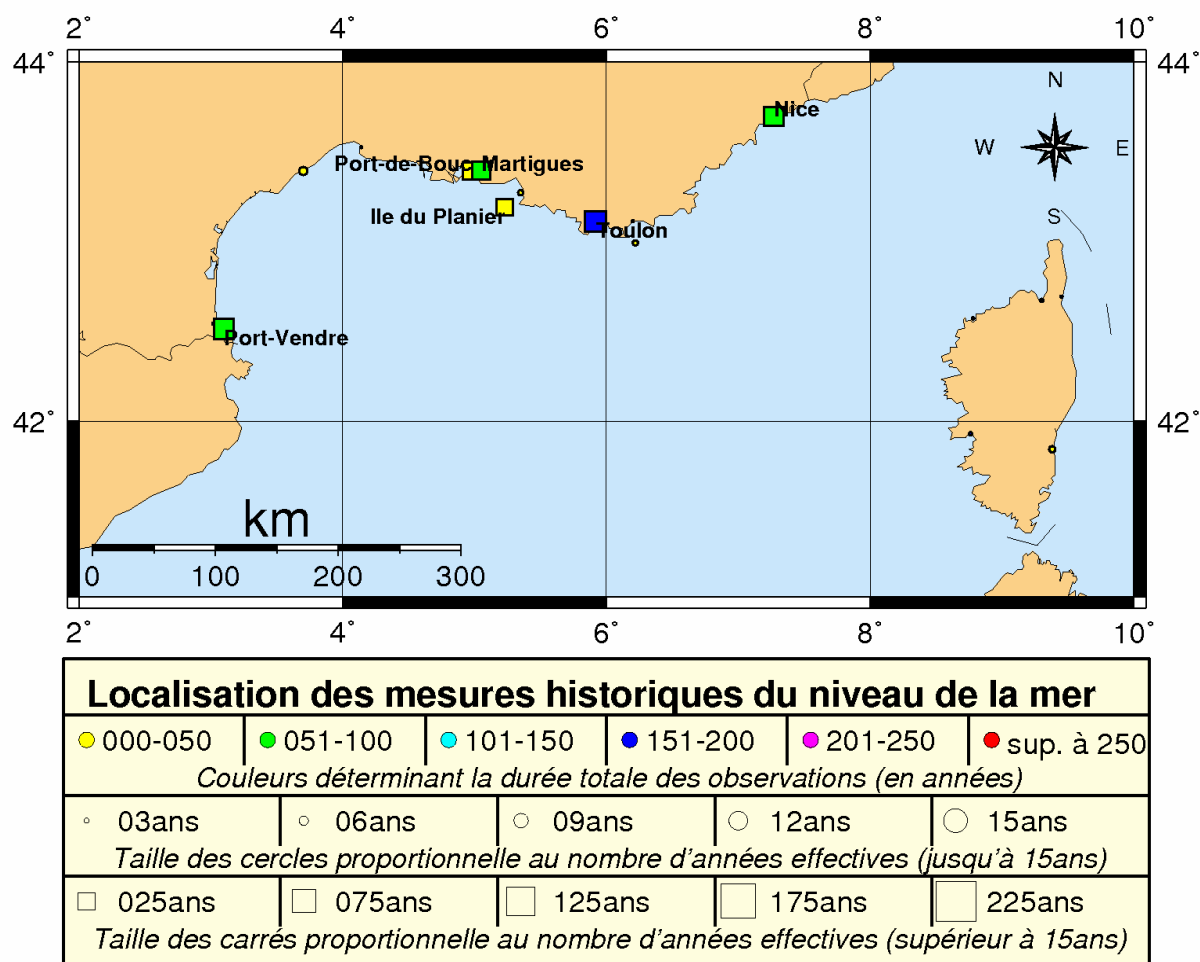 2° 4° 6° 8° 10°
44° 44°
N
Nice
W E
Port-de-Bouc Martigues
S
Ile du Planier
Toulon
Port-Vendre
42° 42°
km
0 100 200 300
2° 4° 6° 8° 10°
Localisation des mesures historiques du niveau de la mer
000-050 051-100 101-150 151-200 201-250 sup. à 250
Couleurs déterminant la durée totale des observations (en années)
03ans 06ans 09ans 12ans 15ans
Taille des cercles proportionnelle au nombre d'années effectives (jusqu'à 15ans)
025ans 075ans 125ans 175ans 225ans
Taille des carrés proportionnelle au nombre d'années effectives (supérieur à 15ans)